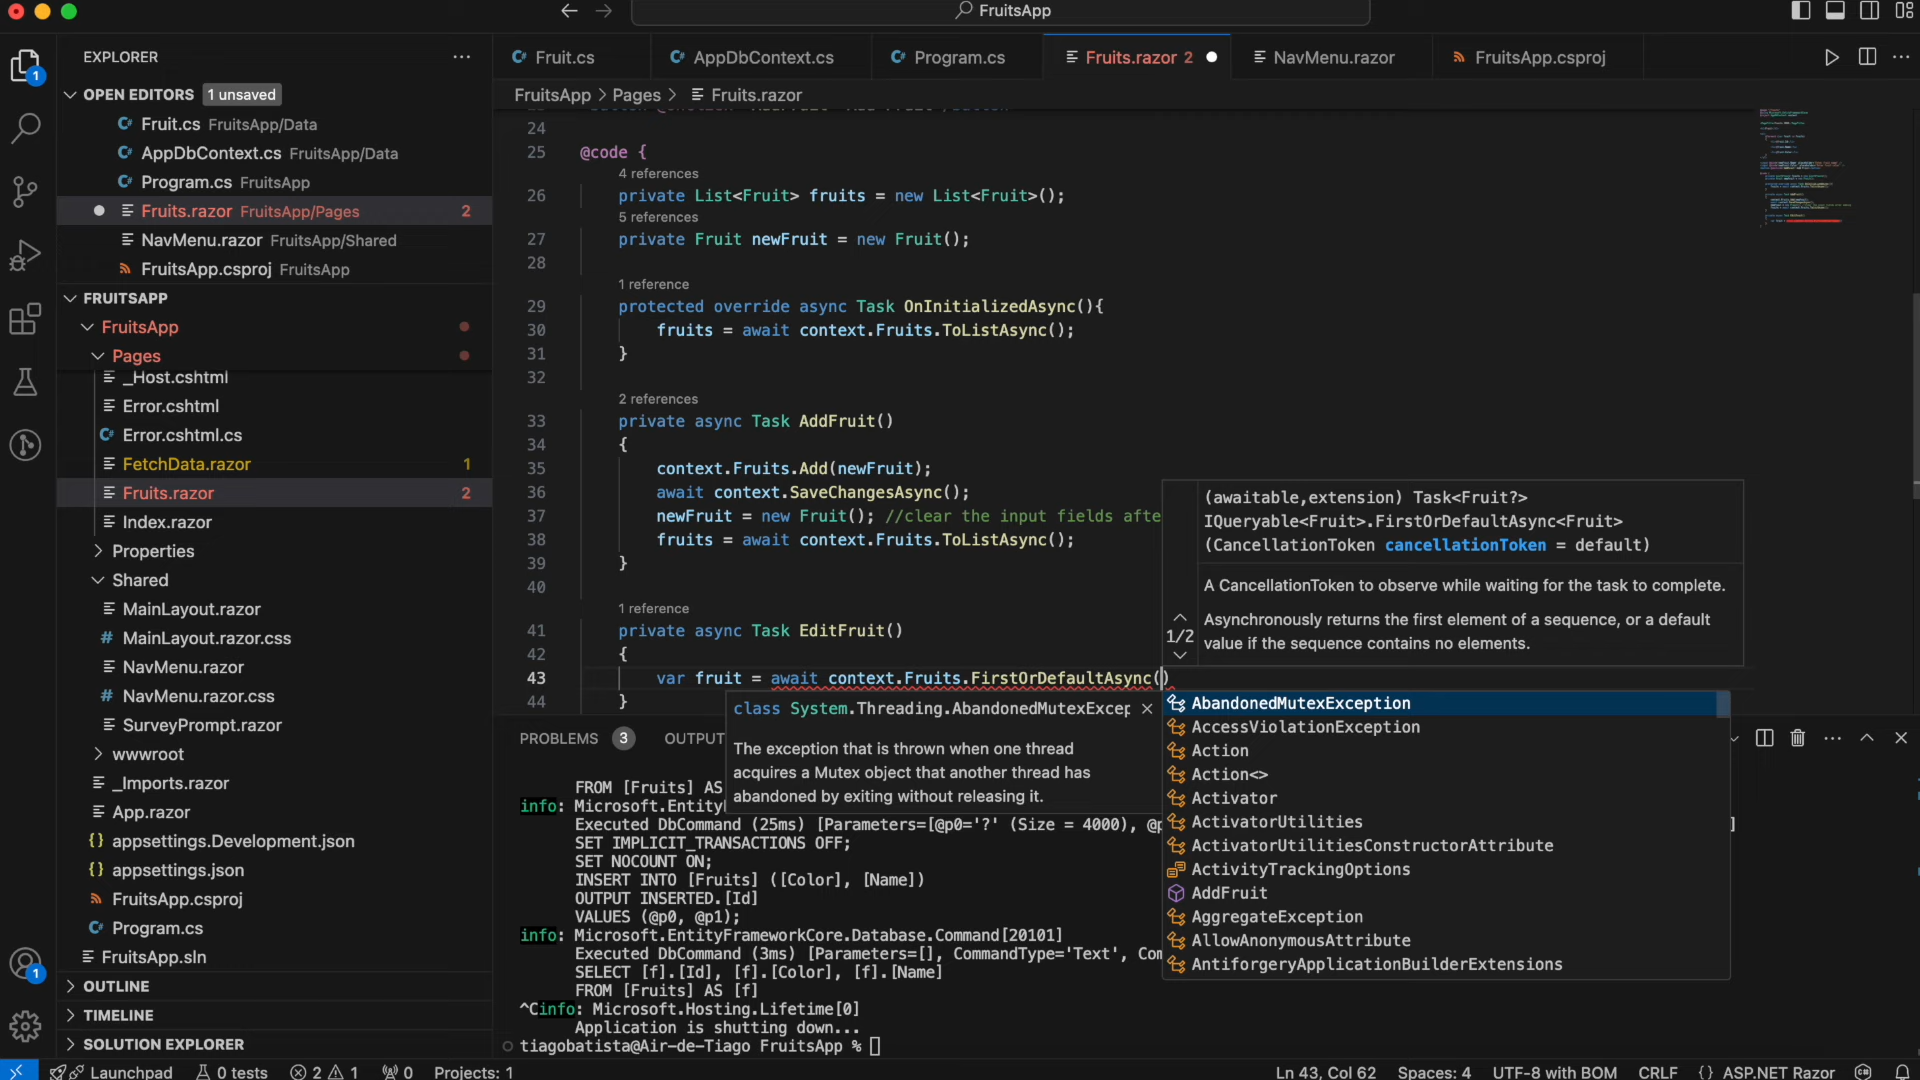 FruitsApp
EXPLORER
OPEN EDITORS 1 unsaved
Fruit.cs FruitsApp/Data
AppDbContext.cs FruitsApp/Data
Program.cs FruitsApp
Fruits.razor FruitsApp/Pages 2
NavMenu.razor FruitsApp/Shared
FruitsApp.csproj FruitsApp
FRUITSAPP
FruitsApp
Pages
_Host.cshtml
Error.cshtml
Error.cshtml.cs
FetchData.razor 1
Fruits.razor 2
Index.razor
Properties
Shared
MainLayout.razor
MainLayout.razor.css
NavMenu.razor
NavMenu.razor.css
SurveyPrompt.razor
wwwroot
_Imports.razor
App.razor
appsettings.Development.json
appsettings.json
FruitsApp.csproj
Program.cs
FruitsApp.sln
OUTLINE
TIMELINE
SOLUTION EXPLORER
1
1
Fruit.cs AppDbContext.cs Program.cs Fruits.razor 2 NavMenu.razor FruitsApp.csproj
FruitsApp > Pages > Fruits.razor
24
25 @code {
4 references
26 private List<Fruit> fruits = new List<Fruit>();
5 references
27 private Fruit newFruit = new Fruit();
28
1 reference
29 protected override async Task OnInitializedAsync(){
30 fruits = await context.Fruits.ToListAsync();
31 }
32
2 references
33 private async Task AddFruit()
34 {
35 context.Fruits.Add(newFruit);
36 await context.SaveChangesAsync();
37 newFruit = new Fruit(); //clear the input fields afte
38 fruits = await context.Fruits.ToListAsync();
39 }
40
1 reference
41 private async Task EditFruit()
42 {
43 var fruit = await context.Fruits.FirstOrDefaultAsync()
44 }
(awaitable,extension) Task<Fruit?>
IQueryable<Fruit>.FirstOrDefaultAsync<Fruit>
(CancellationToken cancellationToken = default)
A CancellationToken to observe while waiting for the task to complete.
1/2
Asynchronously returns the first element of a sequence, or a default
value if the sequence contains no elements.
class System.Threading.AbandonedMutexExcep
The exception that is thrown when one thread
acquires a Mutex object that another thread has
abandoned by exiting without releasing it.
AbandonedMutexException
AccessViolationException
Action
Action<>
Activator
ActivatorUtilities
ActivatorUtilitiesConstructorAttribute
ActivityTrackingOptions
AddFruit
AggregateException
AllowAnonymousAttribute
AntiforgeryApplicationBuilderExtensions
PROBLEMS 3 OUTPUT
FROM [Fruits] AS
info: Microsoft.Entity
Executed DbCommand (25ms) [Parameters=[@p0='?' (Size = 4000), @p ]
SET IMPLICIT_TRANSACTIONS OFF;
SET NOCOUNT ON;
INSERT INTO [Fruits] ([Color], [Name])
OUTPUT INSERTED.[Id]
VALUES (@p0, @p1);
info: Microsoft.EntityFrameworkCore.Database.Command[20101]
Executed DbCommand (3ms) [Parameters=[], CommandType='Text', Com
SELECT [f].[Id], [f].[Color], [f].[Name]
FROM [Fruits] AS [f]
^Cinfo: Microsoft.Hosting.Lifetime[0]
Application is shutting down...
tiagobatista@Air-de-Tiago FruitsApp %
Launchpad 0 tests 2 1 0 Projects: 1 Ln 43, Col 62 Spaces: 4 UTF-8 with BOM CRLF {} ASP.NET Razor